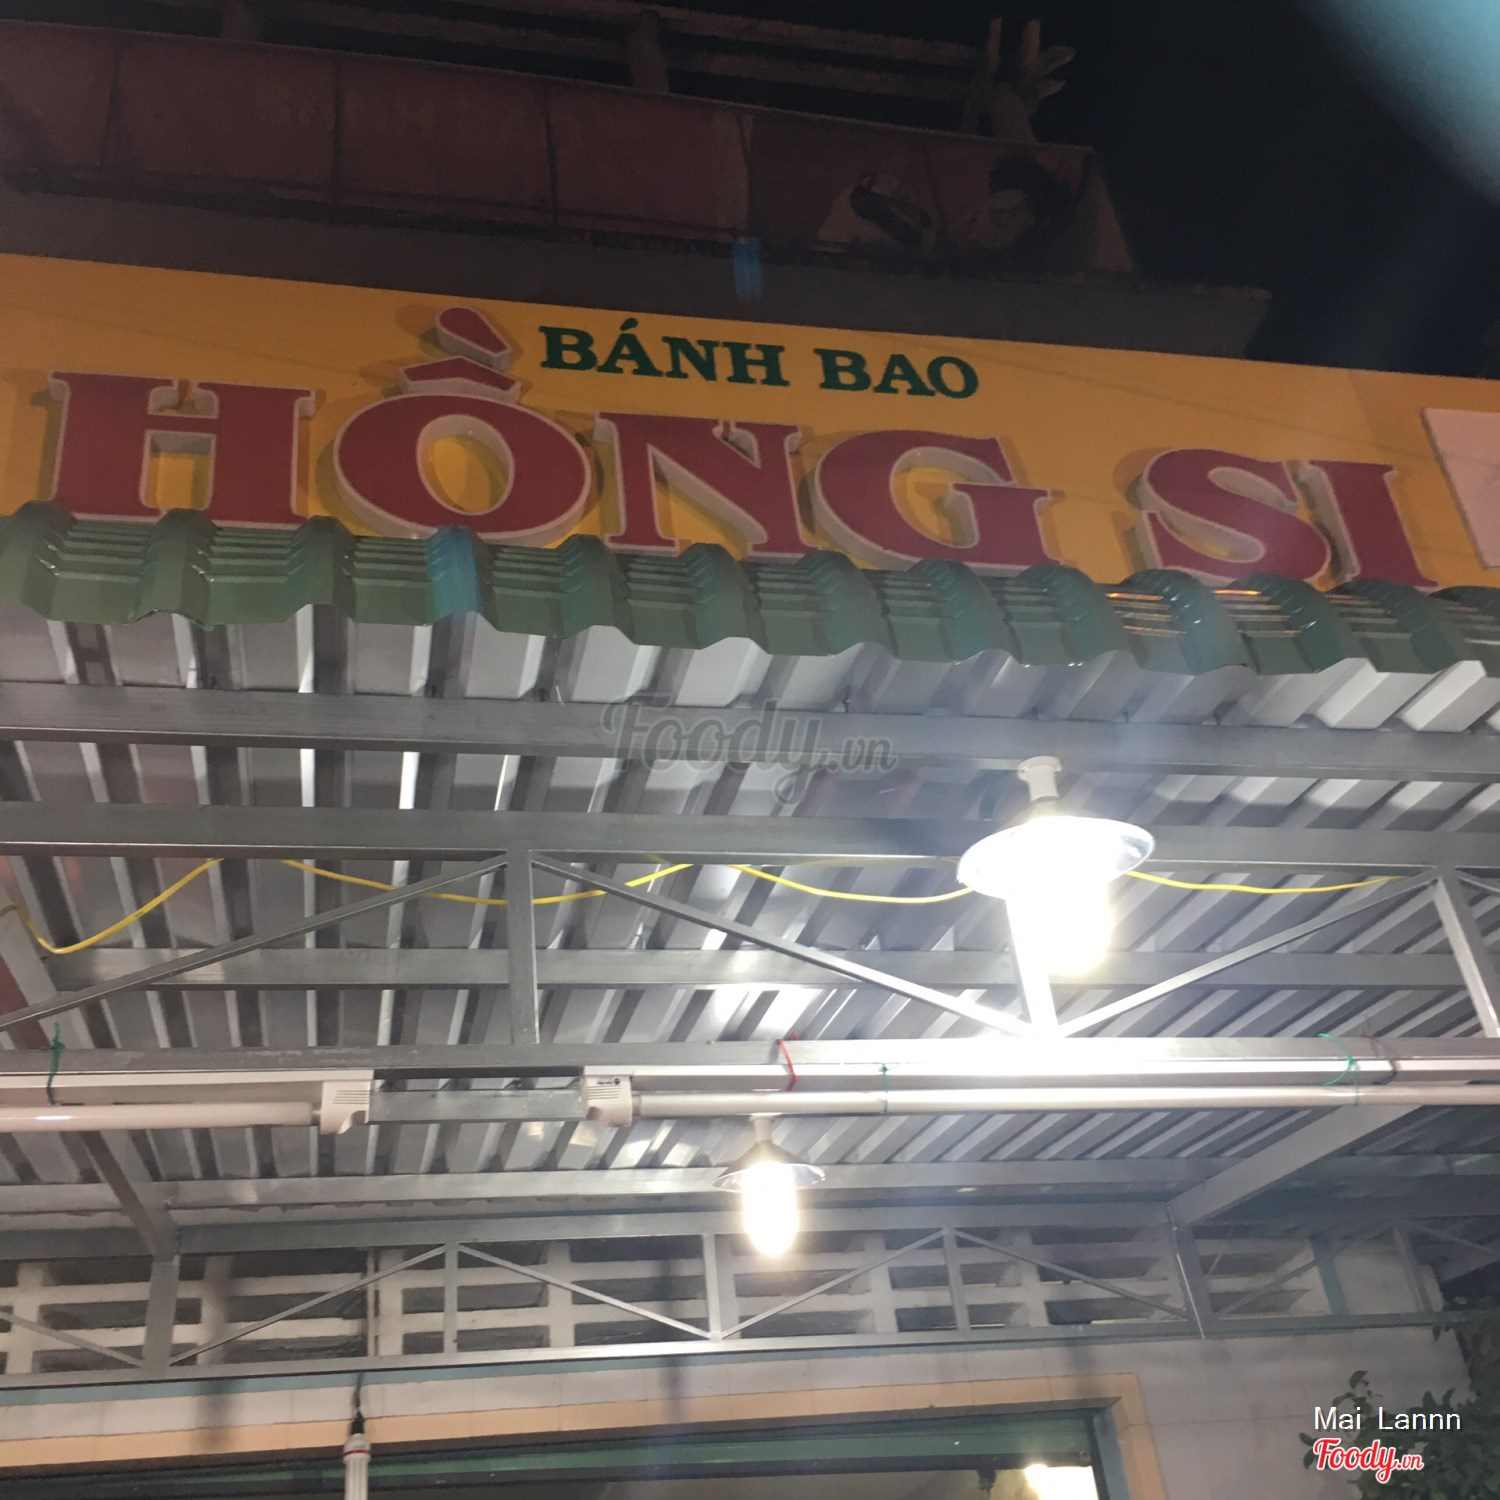 BÁNH BAO
HỒNG SI
Foody.vn
Mai Lannn
Foody.vn